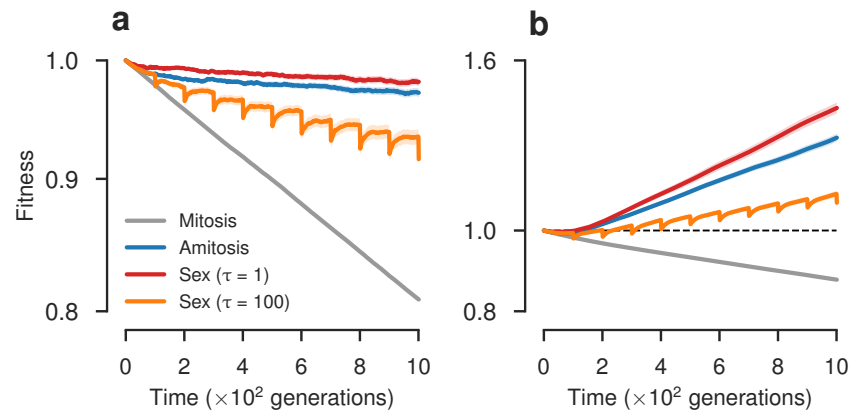 a
1.0
0.9
0.8
Fitness
Mitosis
Amitosis
Sex (τ = 1)
Sex (τ = 100)
0 2 4 6 8 10
Time (×10² generations)
b
1.6
1.0
0.8
0 2 4 6 8 10
Time (×10² generations)